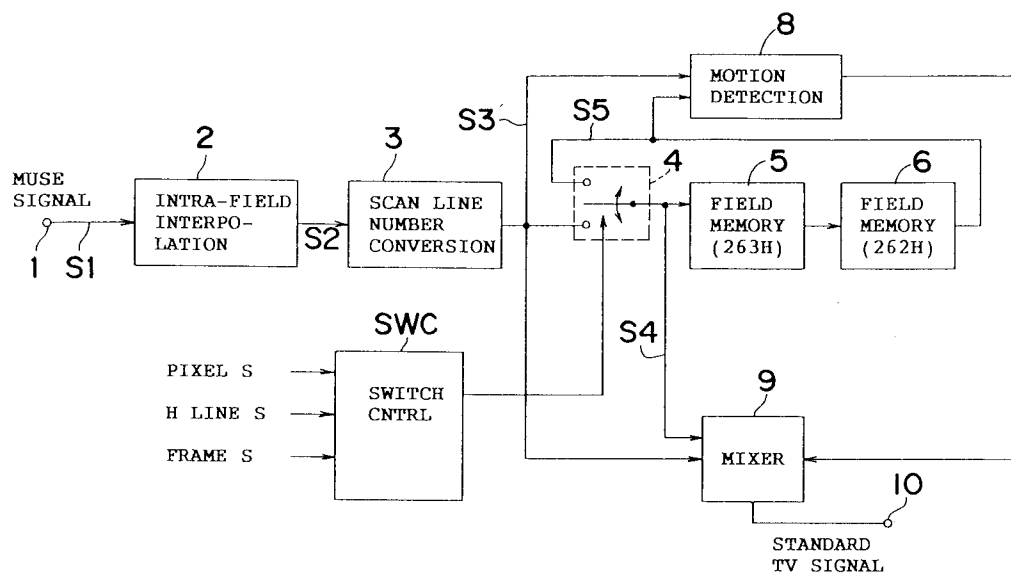 8
MOTION
DETECTION
S3
S5
2
3
4
5
6
MUSE
SIGNAL
INTRA-FIELD
INTERPO-
LATION
SCAN LINE
NUMBER
CONVERSION
FIELD
MEMORY
(263H)
FIELD
MEMORY
(262H)
1
S1
S2
S4
SWC
PIXEL S
H LINE S
FRAME S
SWITCH
CNTRL
9
MIXER
10
STANDARD
TV SIGNAL